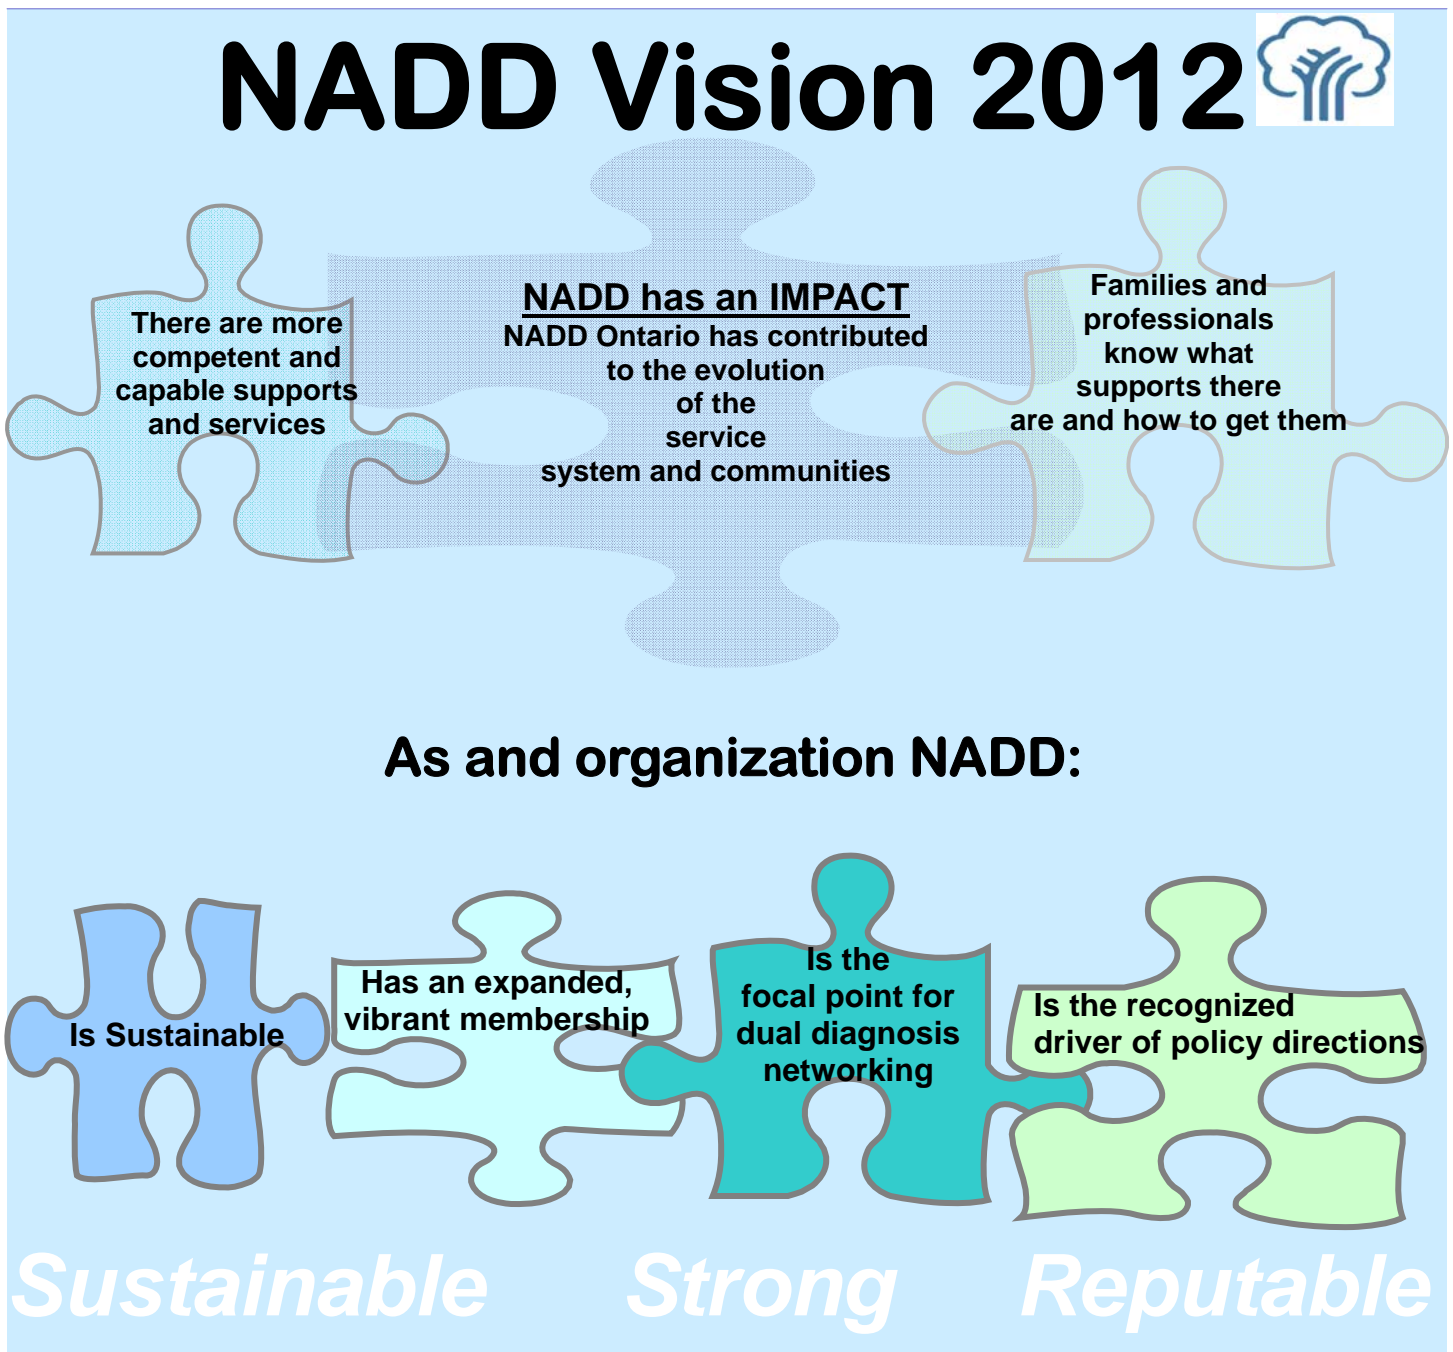 NADD Vision 2012
There are more
competent and
capable supports
and services
NADD has an IMPACT
NADD Ontario has contributed
to the evolution
of the
service
system and communities
Families and
professionals
know what
supports there
are and how to get them
As and organization NADD:
Is Sustainable
Has an expanded,
vibrant membership
Is the
focal point for
dual diagnosis
networking
Is the recognized
driver of policy directions
Sustainable
Strong
Reputable